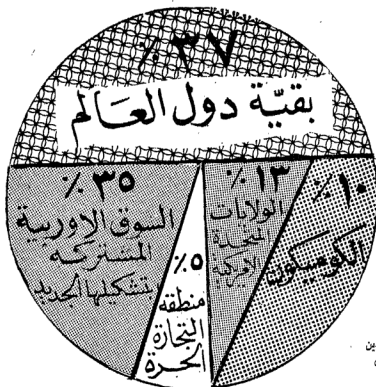 ٣٧ ٪
بقيّة دول العالم
١٠ ٪
الكوميكون
١٣ ٪
الولايات
المتحدة
الامريكية
٥ ٪
منطقة
التجارة
الحرة
٣٥ ٪
السوق الاوربية
المشتركة
بتشكيلها الجديد